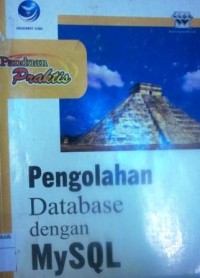 Panduan
Praktis
Pengolahan
Database
dengan
MySQL